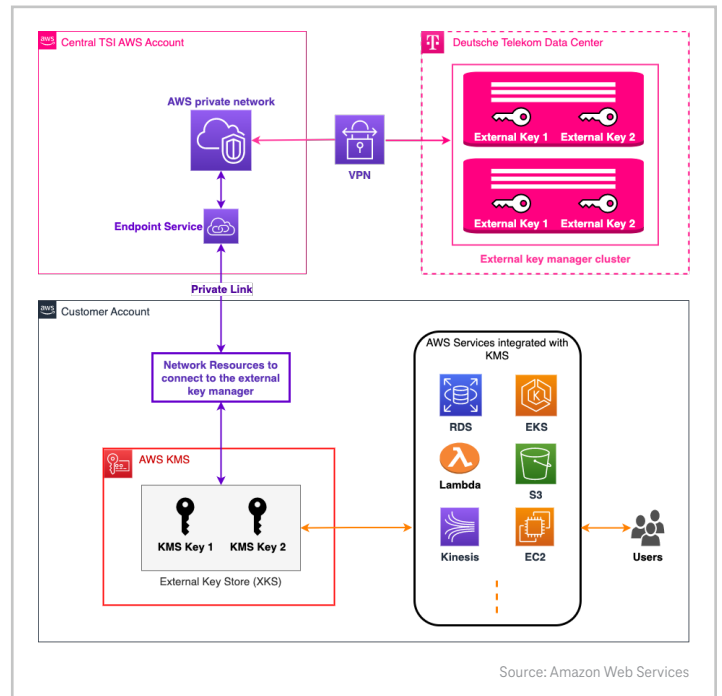 aws Central TSI AWS Account
T Deutsche Telekom Data Center
AWS private network
VPN
External Key 1 External Key 2
External Key 1 External Key 2
Endpoint Service
External key manager cluster
Private Link
aws Customer Account
Network Resources to
connect to the external
key manager
AWS Services integrated with
KMS
RDS EKS
AWS KMS
Lambda S3
KMS Key 1 KMS Key 2
Kinesis EC2 Users
External Key Store (XKS)
Source: Amazon Web Services